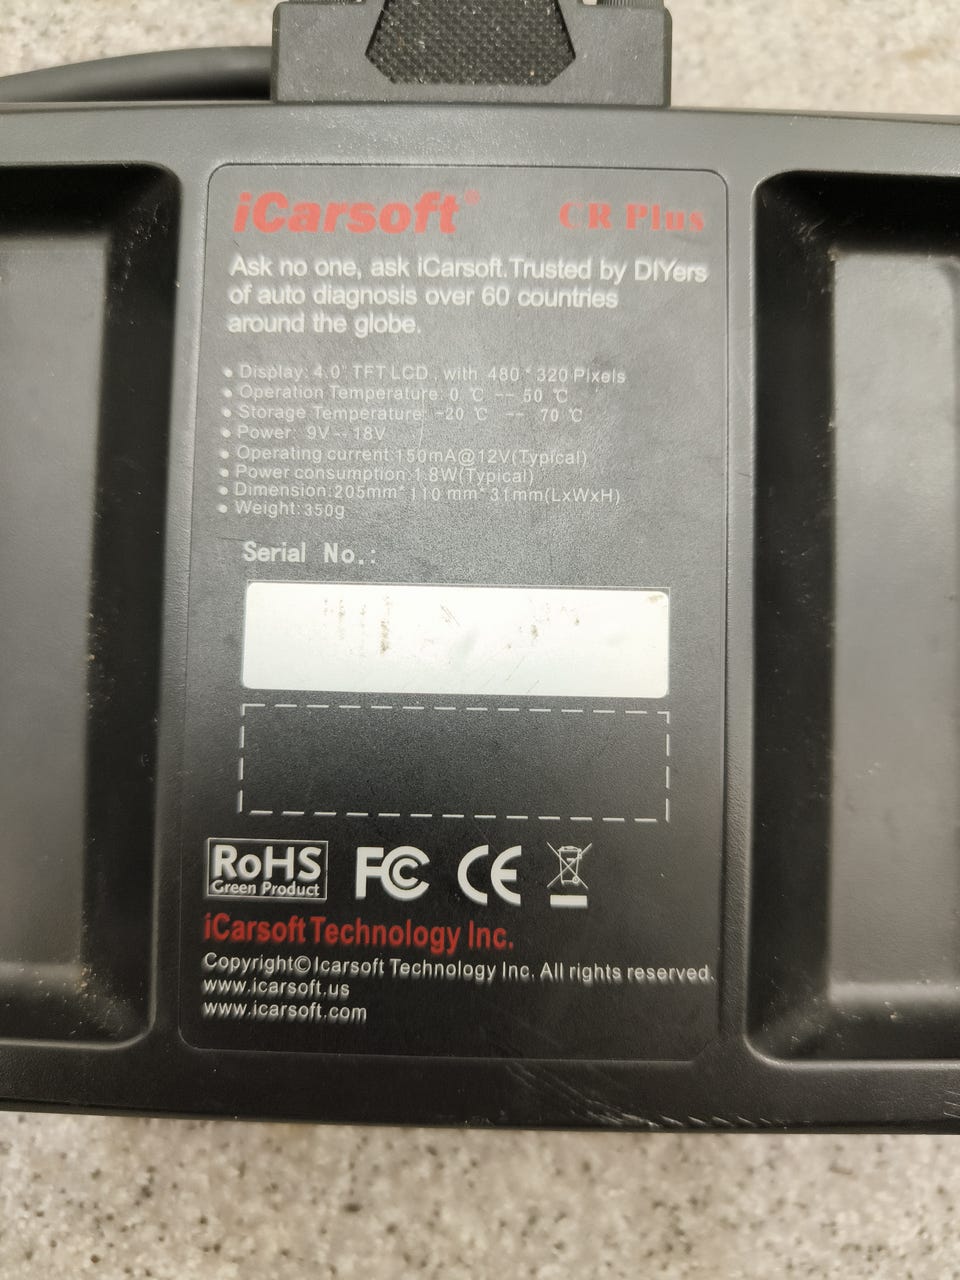 iCarsoft® CR Plus
Ask no one, ask iCarsoft.Trusted by DIYers
of auto diagnosis over 60 countries
around the globe.
• Display: 4.0" TFT LCD , with 480 * 320 Pixels
• Operation Temperature: 0 ℃ -- 50 ℃
• Storage Temperature: -20 ℃ -- 70 ℃
• Power: 9V-- 18V
• Operating current:150mA@12V(Typical)
• Power consumption:1.8W(Typical)
• Dimension:205mm* 110 mm* 31mm(LxWxH)
• Weight:350g
Serial No.:
RoHS
Green Product
FC CE
iCarsoft Technology Inc.
Copyright© Icarsoft Technology Inc. All rights reserved.
www.icarsoft.us
www.icarsoft.com